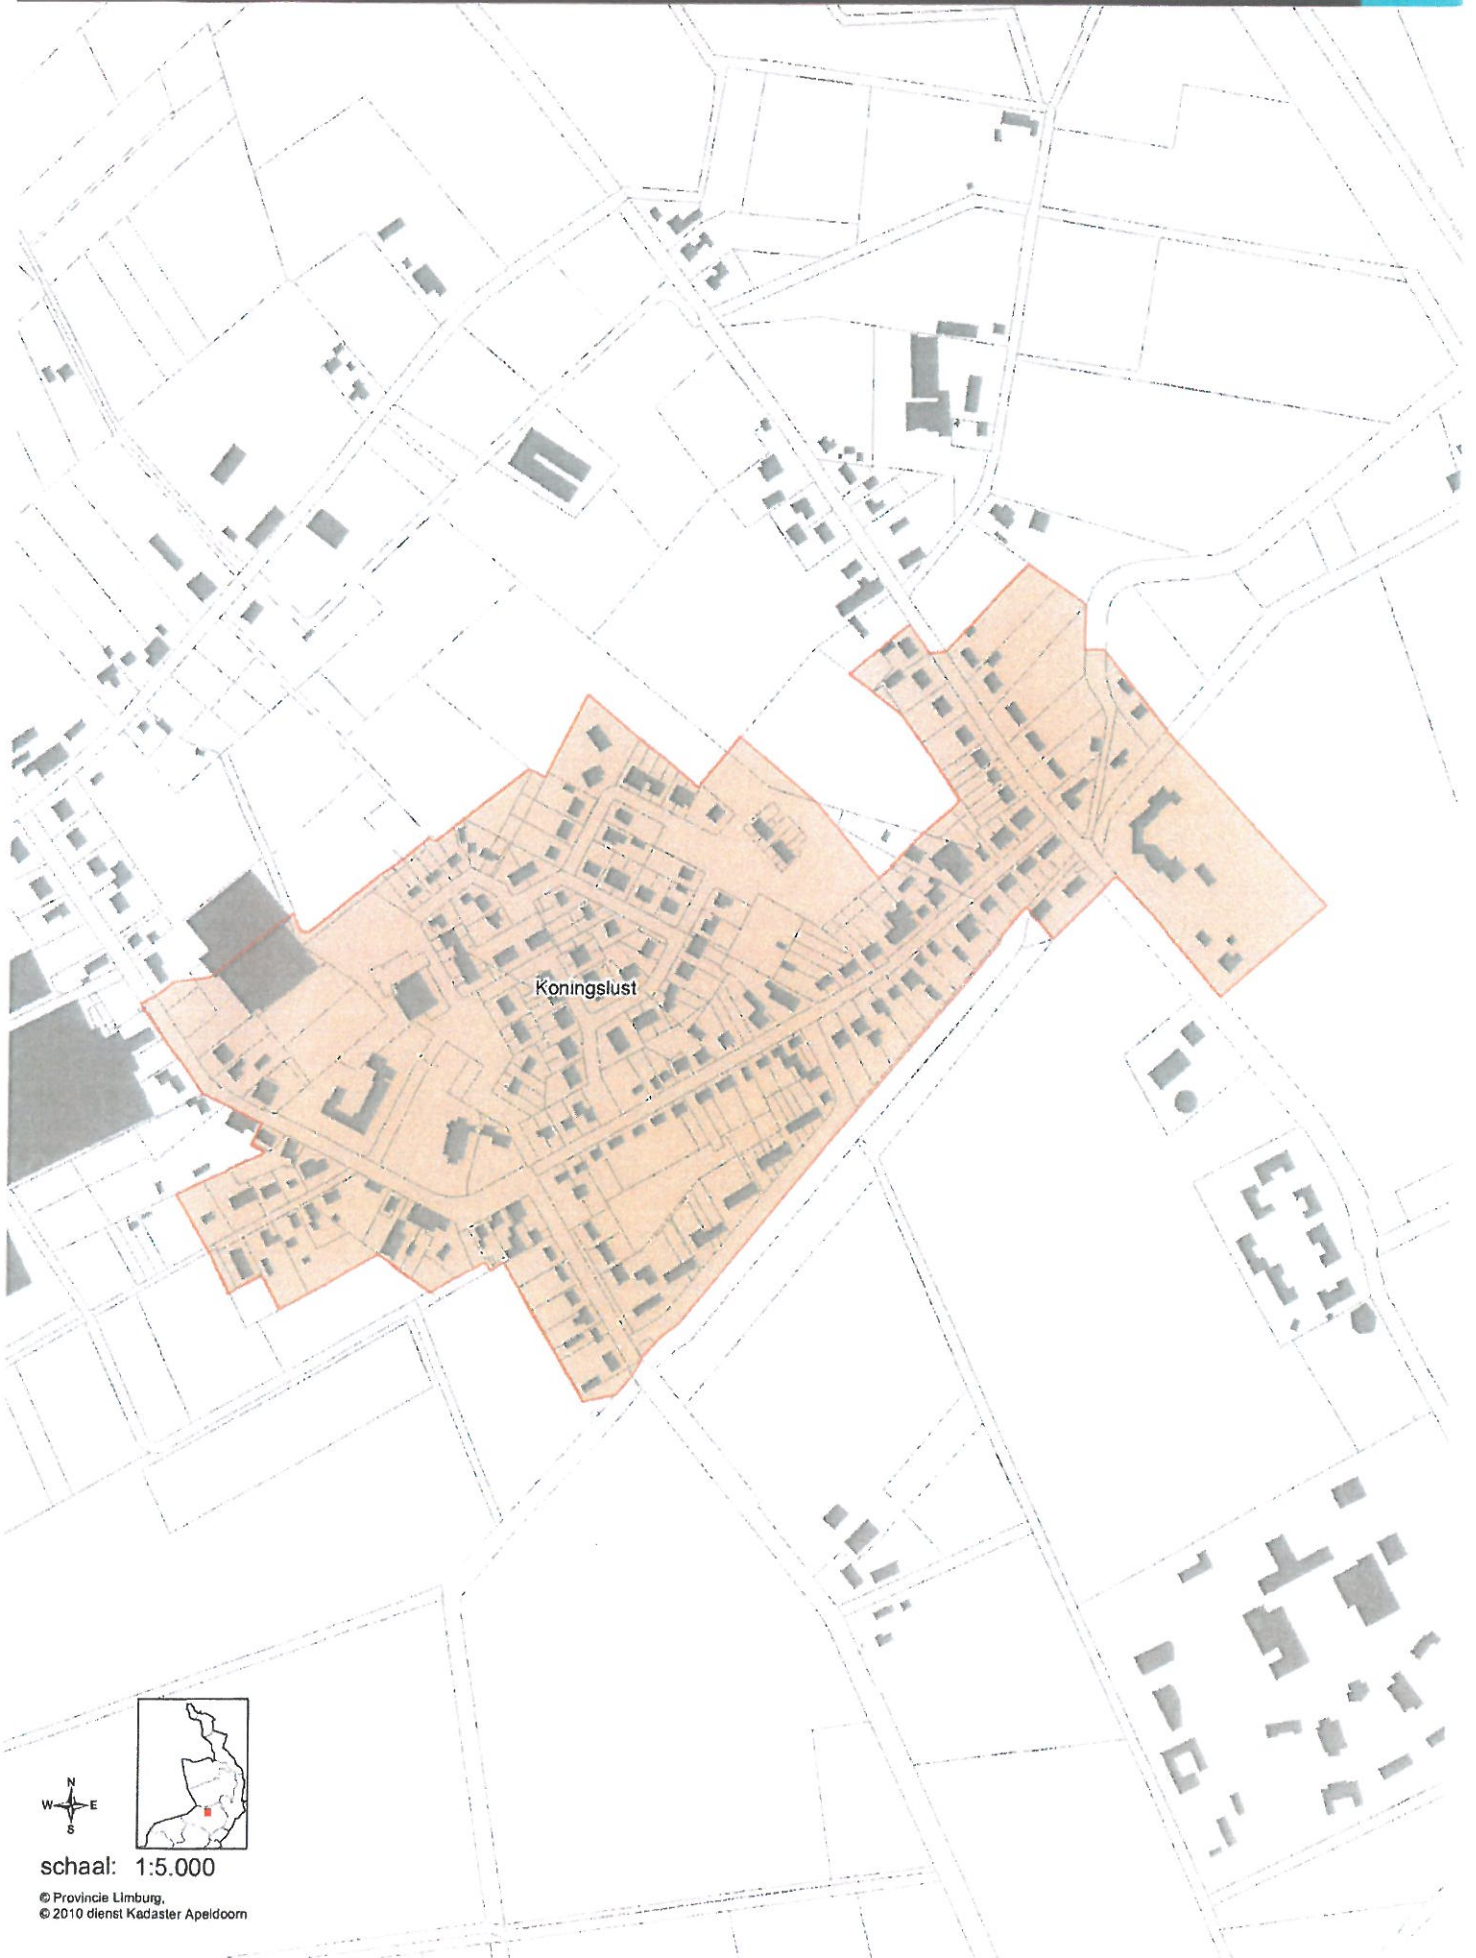 Koningslust
N
W E
S
schaal: 1:5.000
© Provincie Limburg,
© 2010 dienst Kadaster Apeldoorn